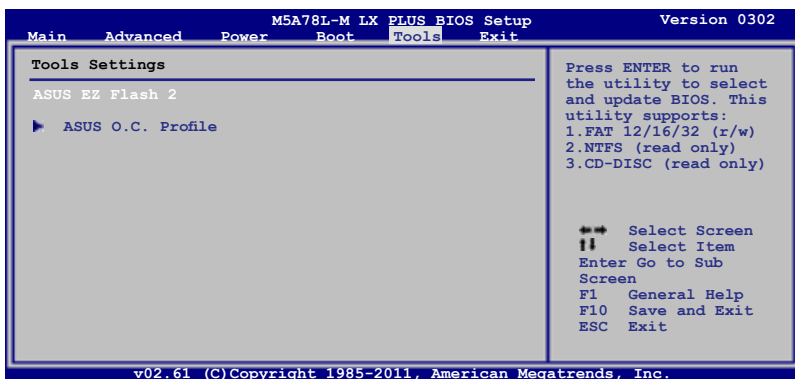 M5A78L-M LX PLUS BIOS Setup Version 0302
Main Advanced Power Boot Tools Exit
Tools Settings
ASUS EZ Flash 2
ASUS O.C. Profile
Press ENTER to run
the utility to select
and update BIOS. This
utility supports:
1.FAT 12/16/32 (r/w)
2.NTFS (read only)
3.CD-DISC (read only)
Select Screen
Select Item
Enter Go to Sub
Screen
F1 General Help
F10 Save and Exit
ESC Exit
v02.61 (C)Copyright 1985-2011, American Megatrends, Inc.